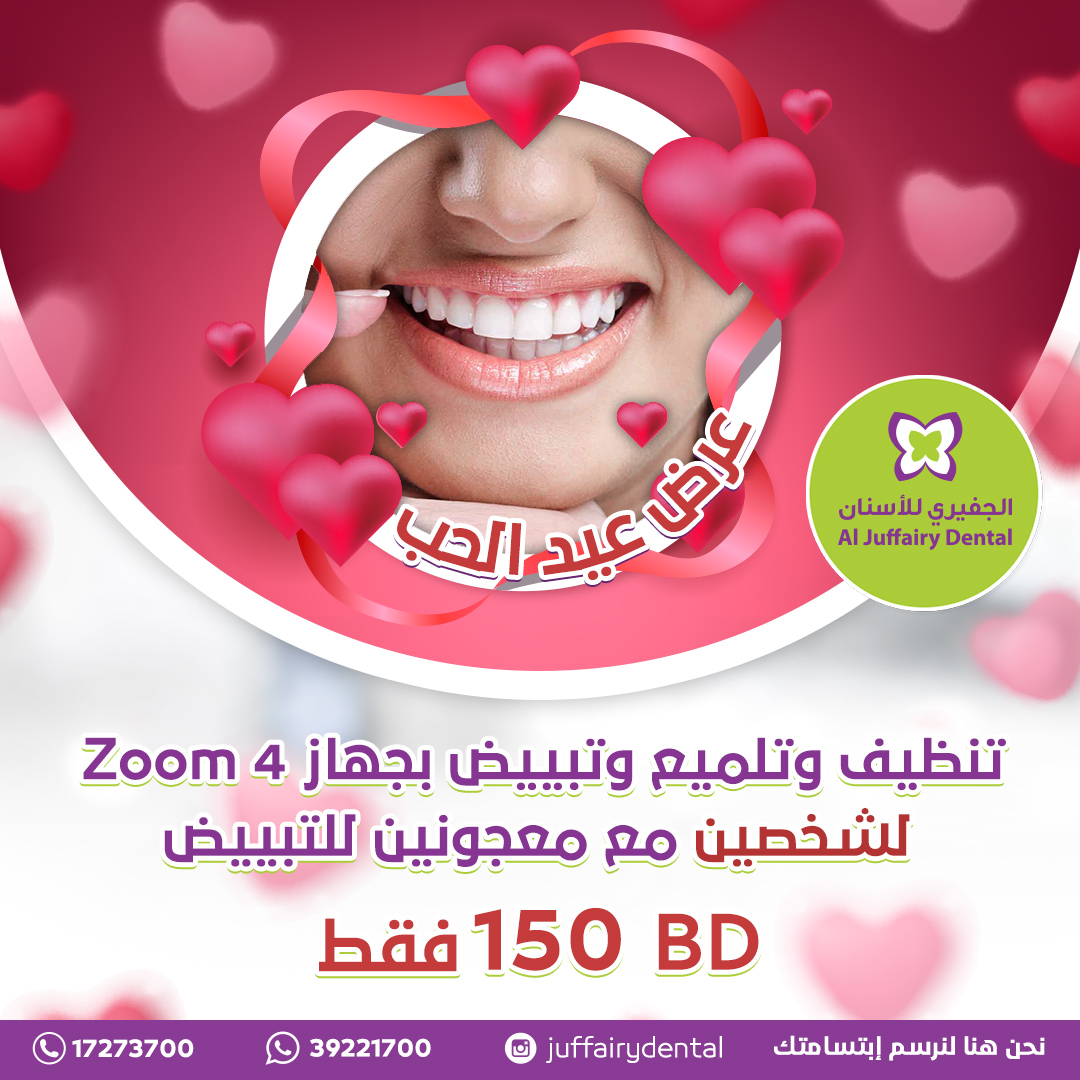 عرض عيد الحب
الجفيري للأسنان
Al Juffairy Dental
تنظيف وتلميع وتبييض بجهاز Zoom 4
لشخصين مع معجونين للتبييض
150 BD فقط
17273700
39221700
juffairydental
نحن هنا لنرسم إبتسامتك